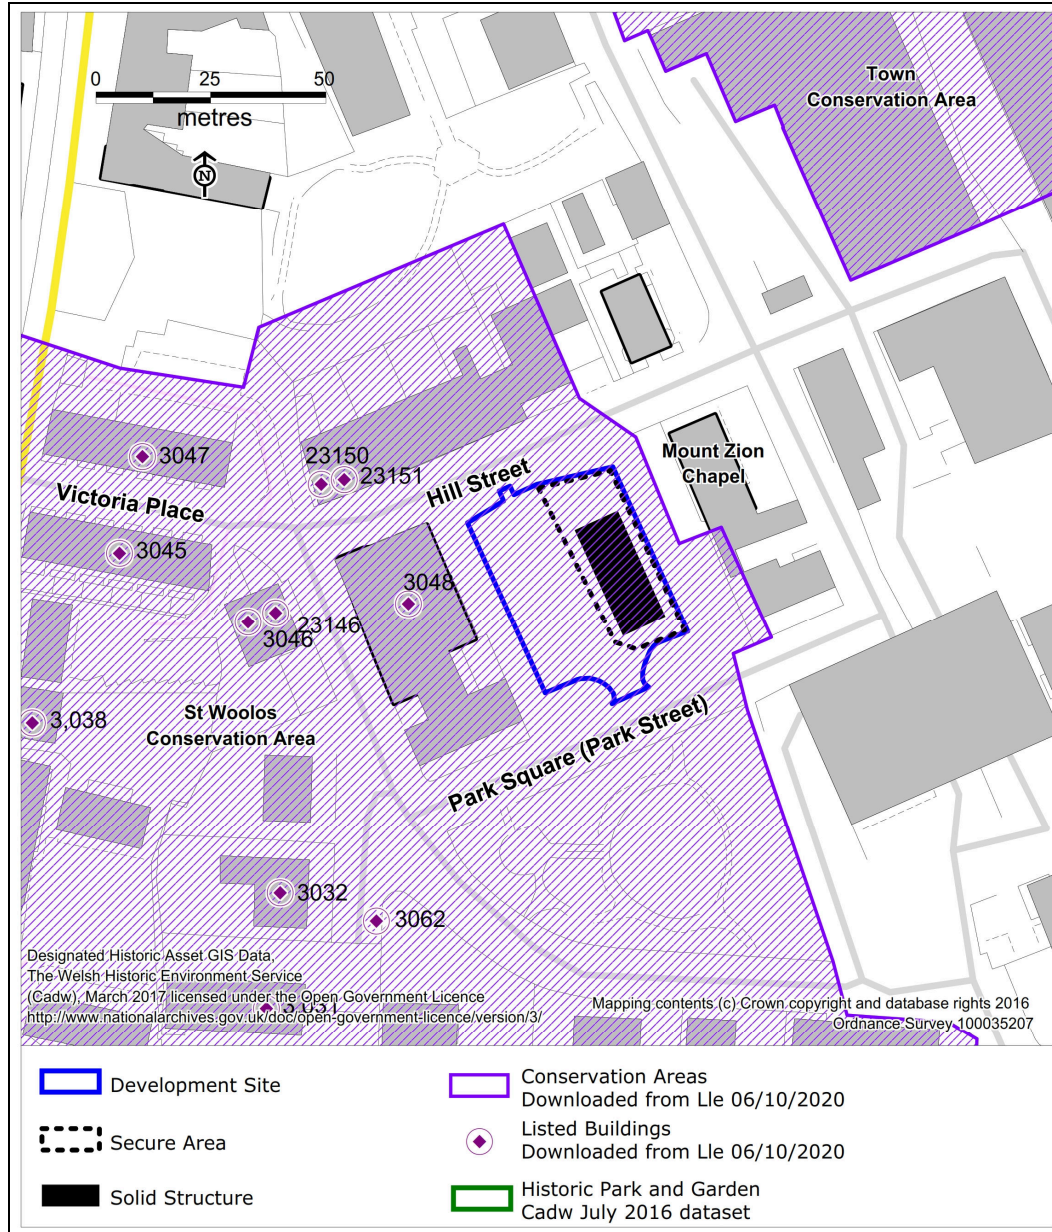 0 25 50
metres
N
Town
Conservation Area
Mount Zion
Chapel
23150
23151
3047
Hill Street
Victoria Place
3045
3048
23146
3046
St Woolos
Conservation Area
3,038
Park Square (Park Street)
3032
3062
Designated Historic Asset GIS Data,
The Welsh Historic Environment Service
(Cadw), March 2017 licensed under the Open Government Licence
http://www.nationalarchives.gov.uk/doc/open-government-licence/version/3/
3,031
Mapping contents (c) Crown copyright and database rights 2016
Ordnance Survey 100035207
Development Site
Secure Area
Solid Structure
Conservation Areas
Downloaded from Lle 06/10/2020
Listed Buildings
Downloaded from Lle 06/10/2020
Historic Park and Garden
Cadw July 2016 dataset